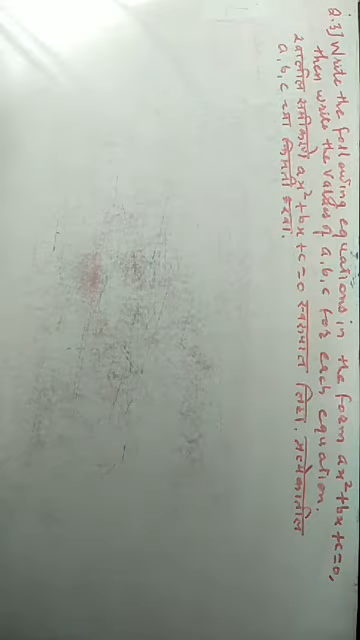 Q.3] Write the following equations in the form ax²+bx+c=0,
then write the values of a, b, c for each equation.
खालील समीकरणे ax²+bx+c=0 स्वरूपात लिहा. प्रत्येकातील
a, b, c च्या किंमती ठरवा.